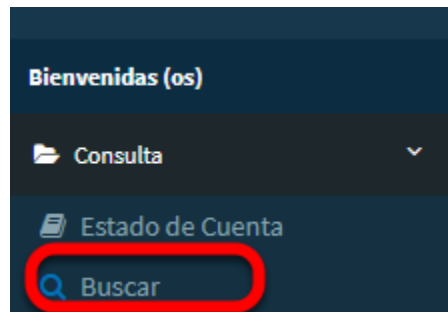 Bienvenidas (os)
Consulta
Estado de Cuenta
Buscar